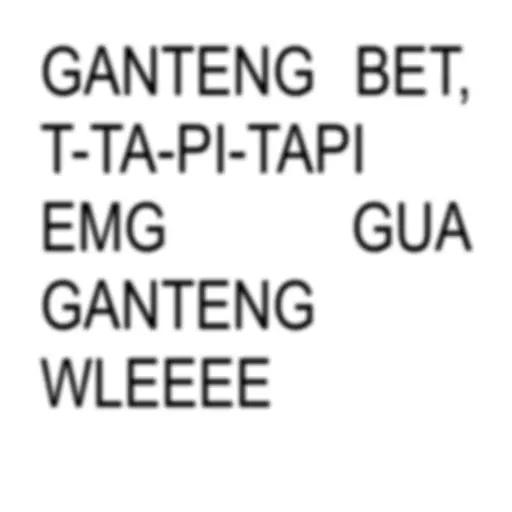 GANTENG BET,
T-TA-PI-TAPI
EMG GUA
GANTENG
WLEEEE